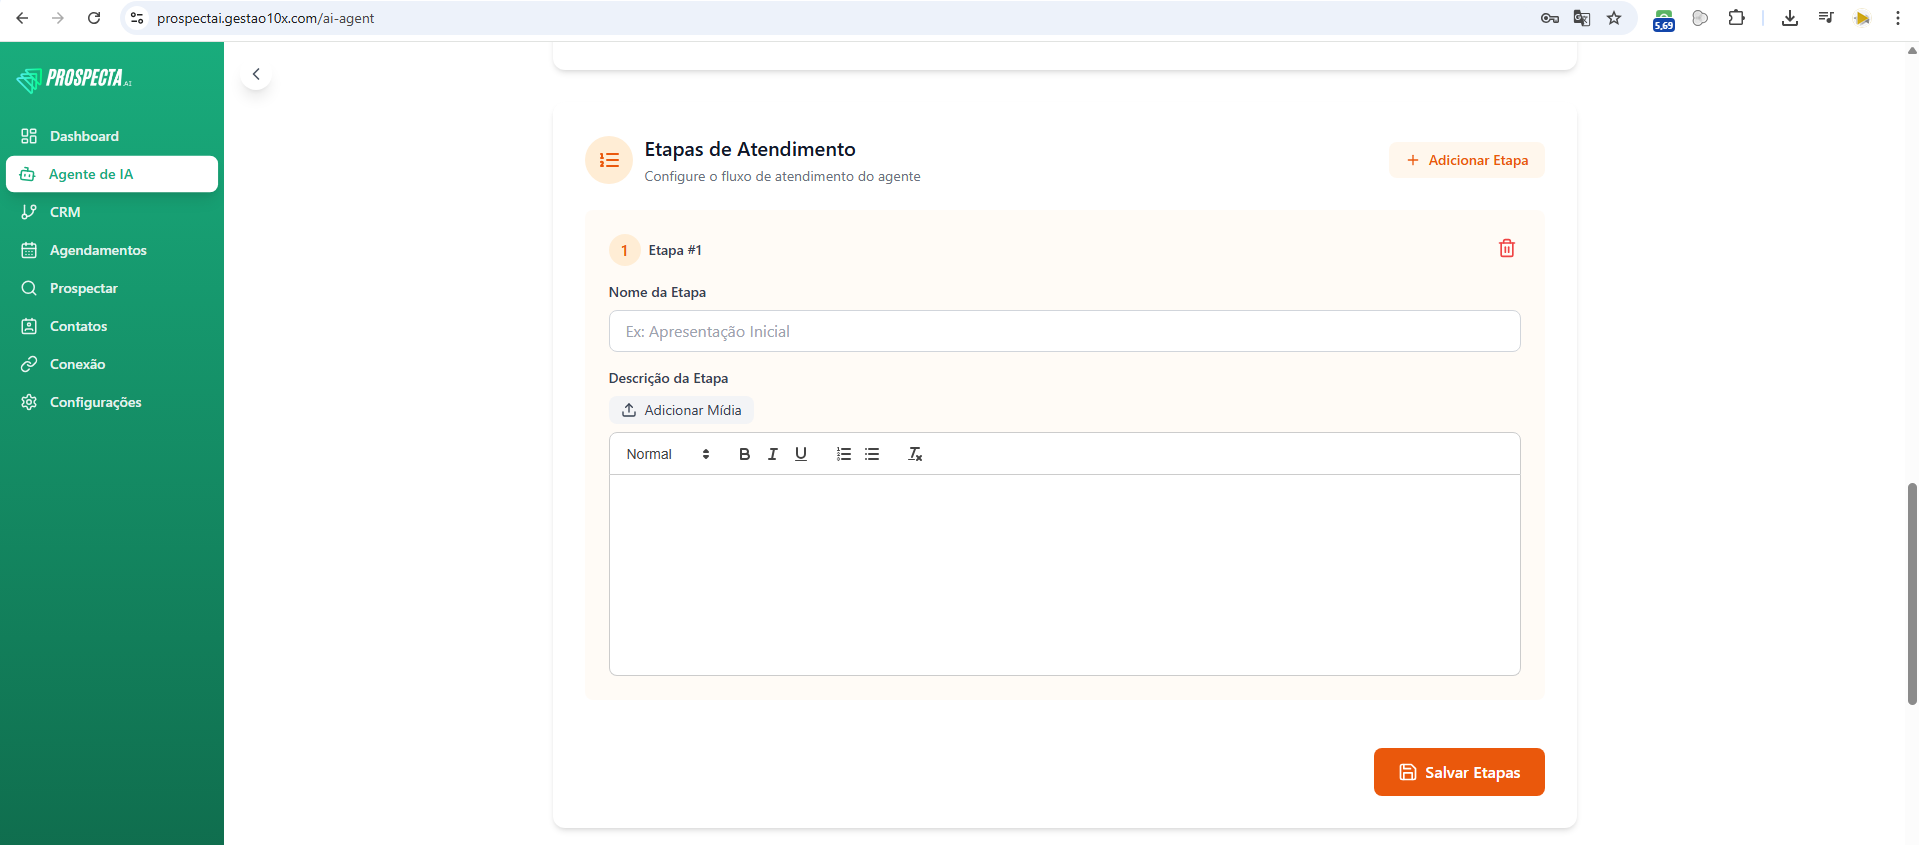 prospectai.gestao10x.com/ai-agent
5,69
PROSPECTA.AI
Dashboard
Agente de IA
CRM
Agendamentos
Prospectar
Contatos
Conexão
Configurações
Etapas de Atendimento
Configure o fluxo de atendimento do agente
Adicionar Etapa
1 Etapa #1
Nome da Etapa
Ex: Apresentação Inicial
Descrição da Etapa
Adicionar Mídia
Normal B I U
Salvar Etapas